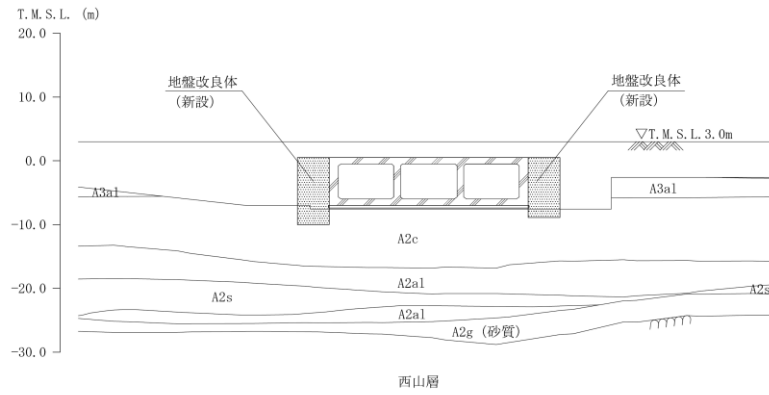 T.M.S.L. (m)
20.0
10.0
0.0
-10.0
-20.0
-30.0
地盤改良体
(新設)
地盤改良体
(新設)
▽T.M.S.L.3.0m
A3al
A3al
A2c
A2al
A2s
A2s
A2al
A2g (砂質)
西山層